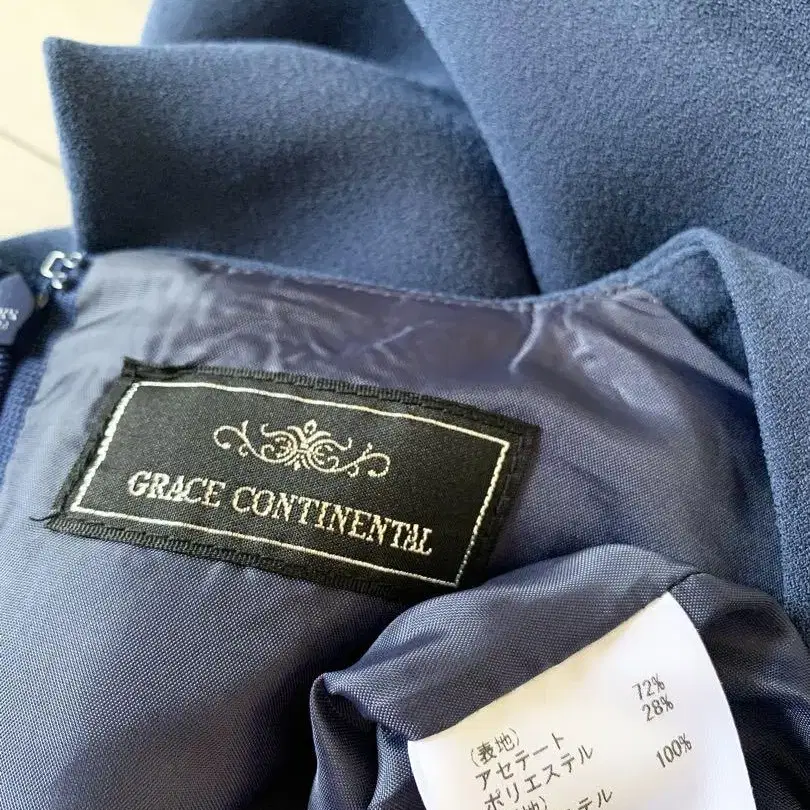 GRACE CONTINENTAL
(表地)
アセテート 72%
ポリエステル 28%
100%